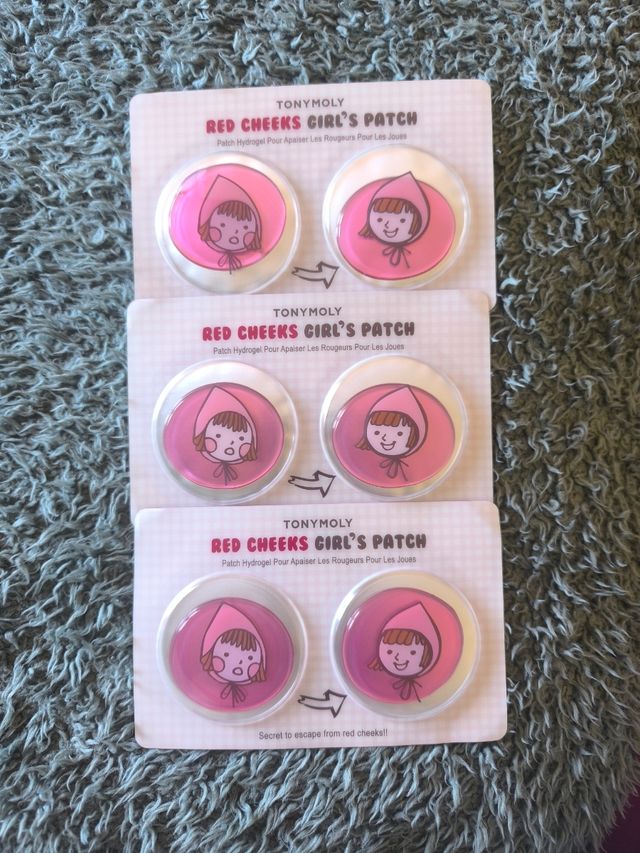 TONYMOLY
RED CHEEKS GIRL'S PATCH
Patch Hydrogel Pour Apaiser Les Rougeurs Pour Les Joues
TONYMOLY
RED CHEEKS GIRL'S PATCH
Patch Hydrogel Pour Apaiser Les Rougeurs Pour Les Joues
TONYMOLY
RED CHEEKS GIRL'S PATCH
Patch Hydrogel Pour Apaiser Les Rougeurs Pour Les Joues
Secret to escape from red cheeks!!